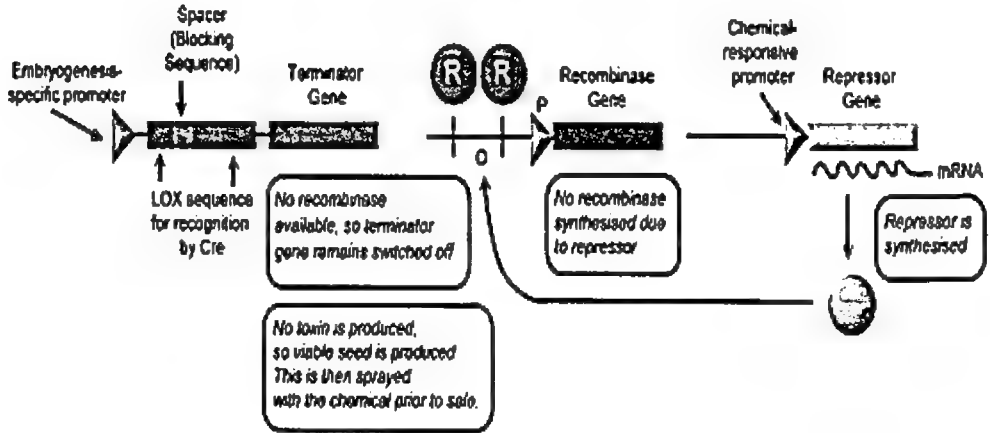 Spacer
(Blocking
Sequence)
Embryogenesis-
specific promoter
Terminator
Gene
LOX sequence
for recognition
by Cre
R R
P
O
Recombinase
Gene
Chemical-
responsive
promoter
Repressor
Gene
mRNA
No recombinase
available, so terminator
gene remains switched off
No recombinase
synthesised due
to repressor
Repressor is
synthesised
No toxin is produced,
so viable seed is produced
This is then sprayed
with the chemical prior to sale.